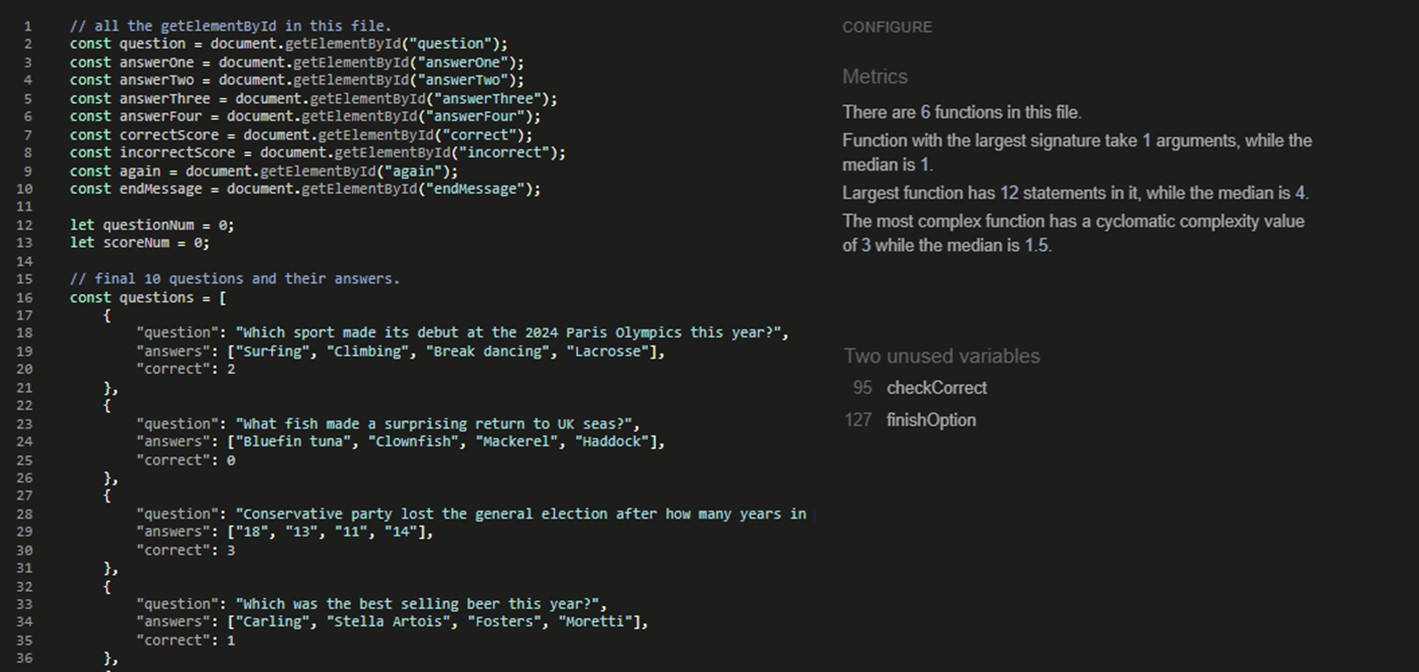 1 // all the getElementById in this file.
2 const question = document.getElementById("question");
3 const answerOne = document.getElementById("answerOne");
4 const answerTwo = document.getElementById("answerTwo");
5 const answerThree = document.getElementById("answerThree");
6 const answerFour = document.getElementById("answerFour");
7 const correctScore = document.getElementById("correct");
8 const incorrectScore = document.getElementById("incorrect");
9 const again = document.getElementById("again");
10 const endMessage = document.getElementById("endMessage");
11
12 let questionNum = 0;
13 let scoreNum = 0;
14
15 // final 10 questions and their answers.
16 const questions = [
17 {
18 "question": "Which sport made its debut at the 2024 Paris Olympics this year?",
19 "answers": ["Surfing", "Climbing", "Break dancing", "Lacrosse"],
20 "correct": 2
21 },
22 {
23 "question": "What fish made a surprising return to UK seas?",
24 "answers": ["Bluefin tuna", "Clownfish", "Mackerel", "Haddock"],
25 "correct": 0
26 },
27 {
28 "question": "Conservative party lost the general election after how many years in
29 "answers": ["18", "13", "11", "14"],
30 "correct": 3
31 },
32 {
33 "question": "Which was the best selling beer this year?",
34 "answers": ["Carling", "Stella Artois", "Fosters", "Moretti"],
35 "correct": 1
36 },
CONFIGURE
Metrics
There are 6 functions in this file.
Function with the largest signature take 1 arguments, while the
median is 1.
Largest function has 12 statements in it, while the median is 4.
The most complex function has a cyclomatic complexity value
of 3 while the median is 1.5.
Two unused variables
95 checkCorrect
127 finishOption